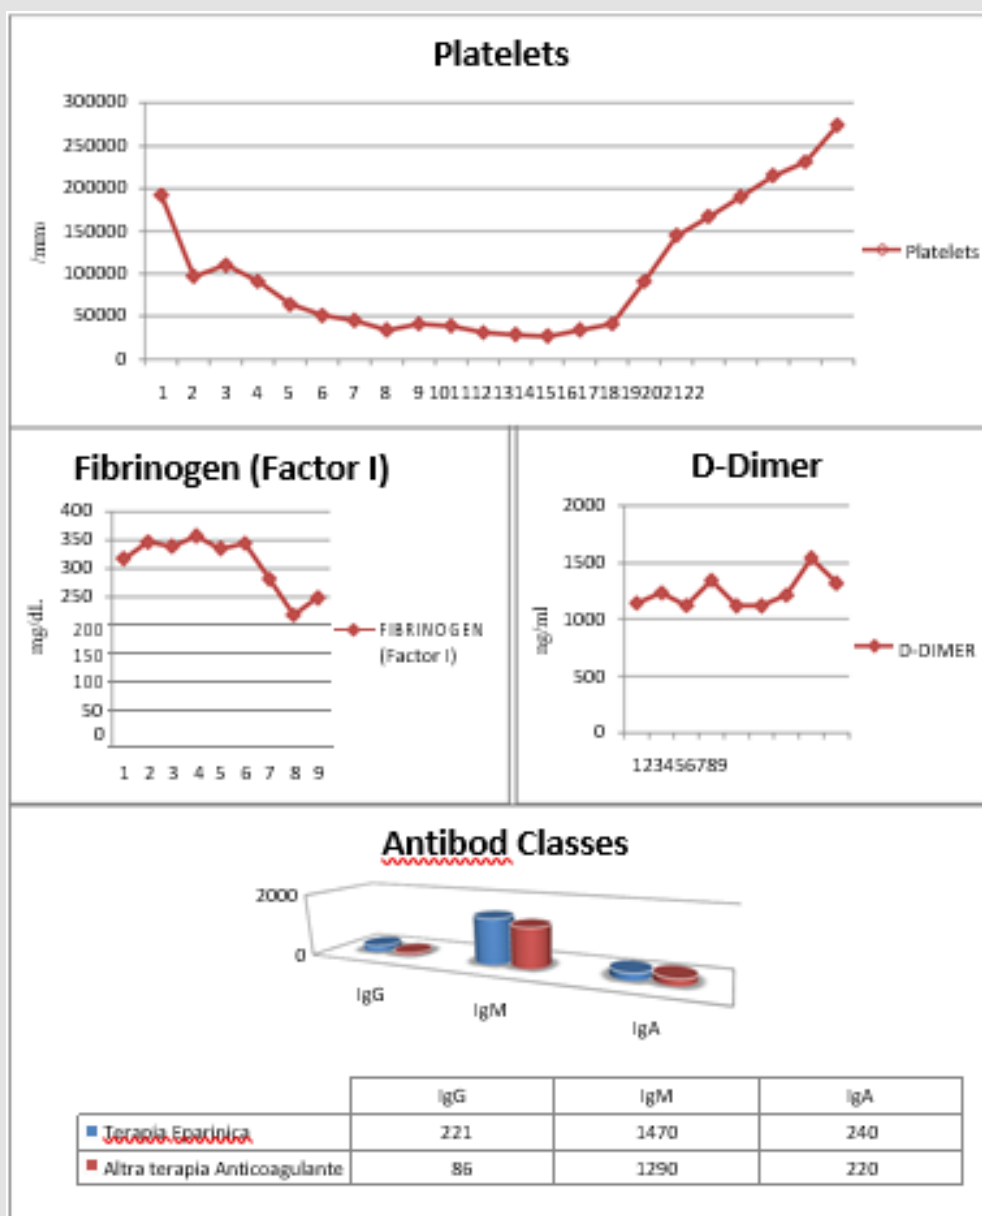 Platelets
300000
250000
200000
150000
100000
50000
0
/mm
Platelets
1 2 3 4 5 6 7 8 9 10111213141516171819202122
Fibrinogen (Factor I)
400
350
300
250
200
150
100
50
0
mg/dL
FIBRINOGEN
(Factor I)
1 2 3 4 5 6 7 8 9
D-Dimer
2000
1500
1000
500
0
ng/ml
D-DIMER
123456789
Antibod Classes
2000
0
IgG
IgM
IgA
IgG IgM IgA
Terapia Eparinica 221 1470 240
Altra terapia Anticoagulante 86 1290 220